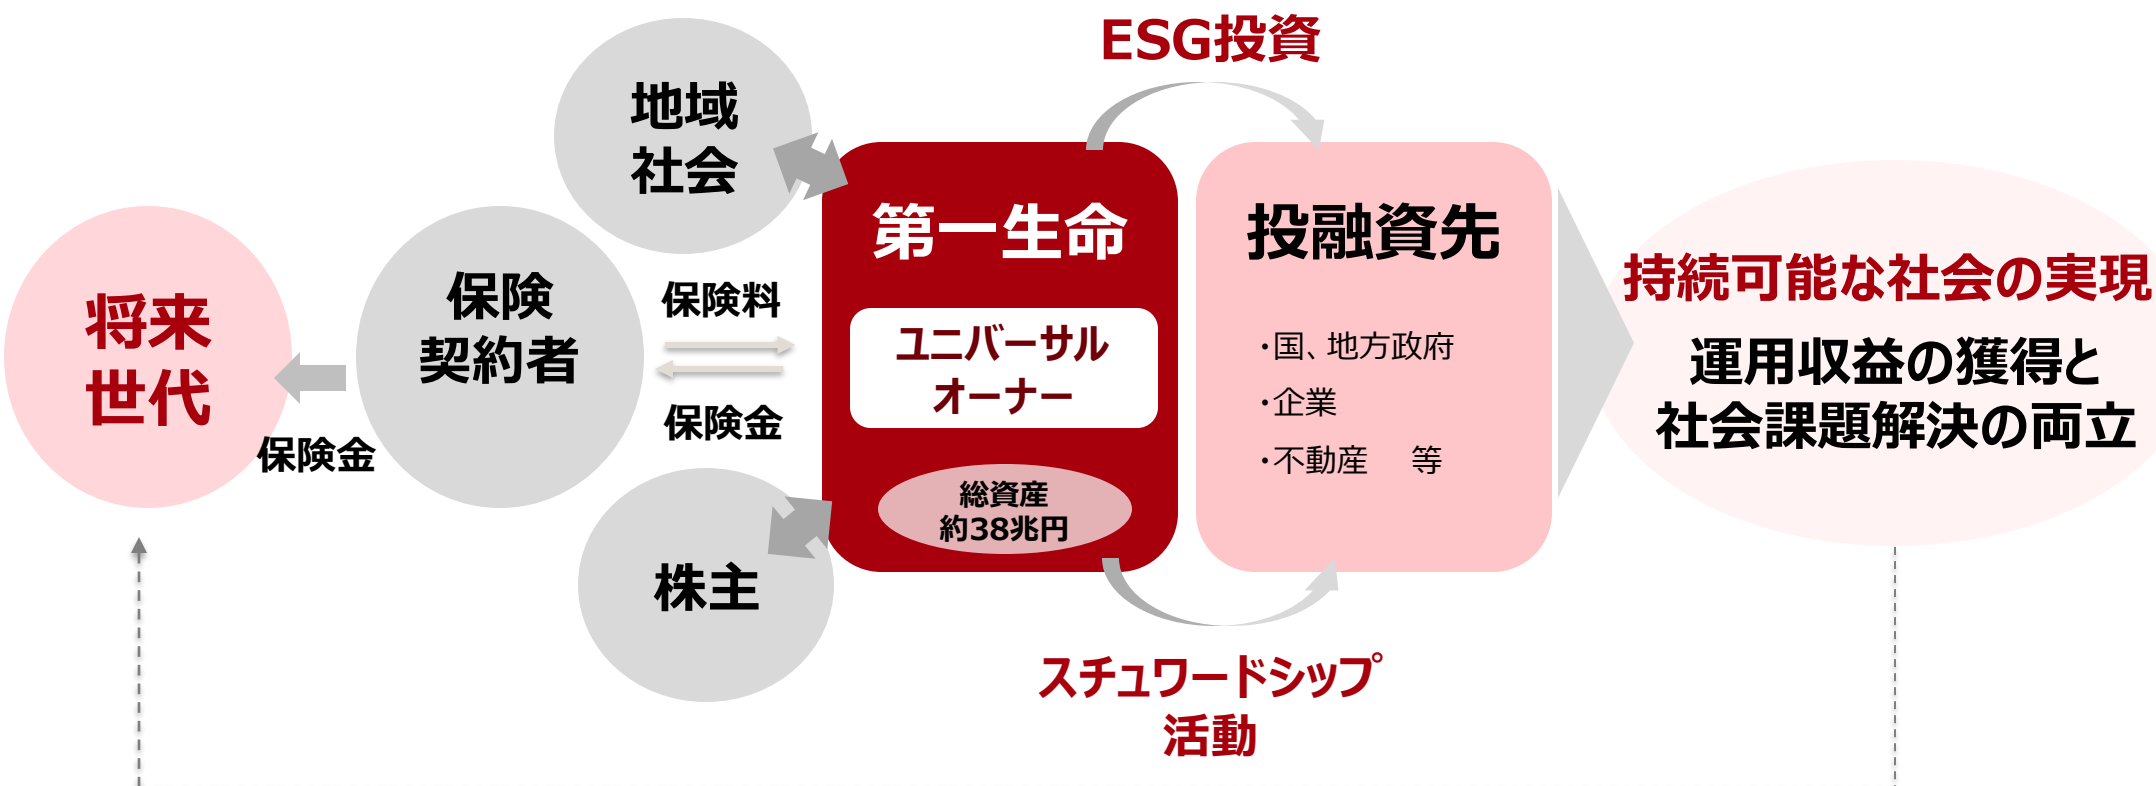 ESG投資
地域
社会
将来
世代
保険金
保険
契約者
保険料
保険金
株主
第一生命
ユニバーサル
オーナー
総資産
約38兆円
投融資先
・国、地方政府
・企業
・不動産　等
スチュワードシップ
活動
持続可能な社会の実現
運用収益の獲得と
社会課題解決の両立